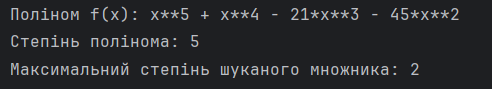 Поліном f(x): x**5 + x**4 - 21*x**3 - 45*x**2
Степінь полінома: 5
Максимальний степінь шуканого множника: 2